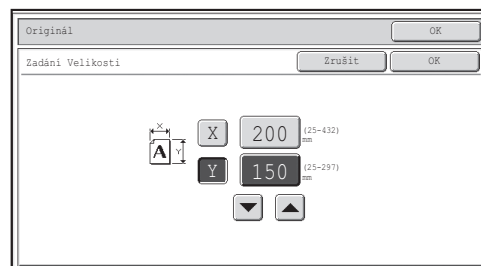 Originál OK
Zadání Velikosti Zrušit OK
X
A Y
X 200 (25-432)
mm
Y 150 (25-297)
mm